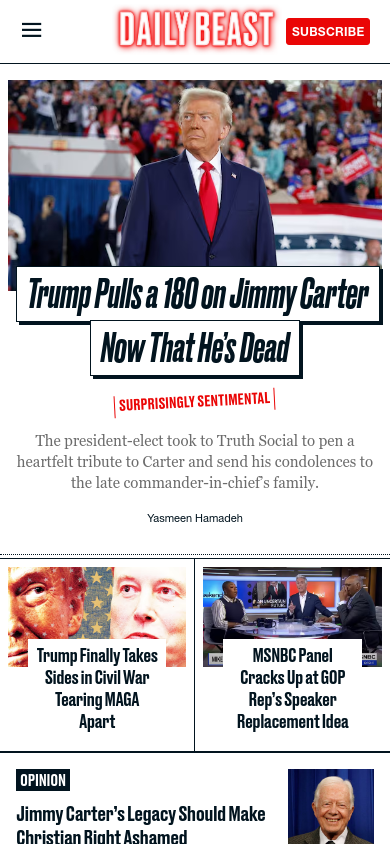 DAILY BEAST
SUBSCRIBE
Trump Pulls a 180 on Jimmy Carter
Now That He's Dead
SURPRISINGLY SENTIMENTAL
The president-elect took to Truth Social to pen a
heartfelt tribute to Carter and send his condolences to
the late commander-in-chief's family.
Yasmeen Hamadeh
Trump Finally Takes
Sides in Civil War
Tearing MAGA
Apart
MSNBC Panel
Cracks Up at GOP
Rep's Speaker
Replacement Idea
OPINION
Jimmy Carter's Legacy Should Make
Christian Right Ashamed